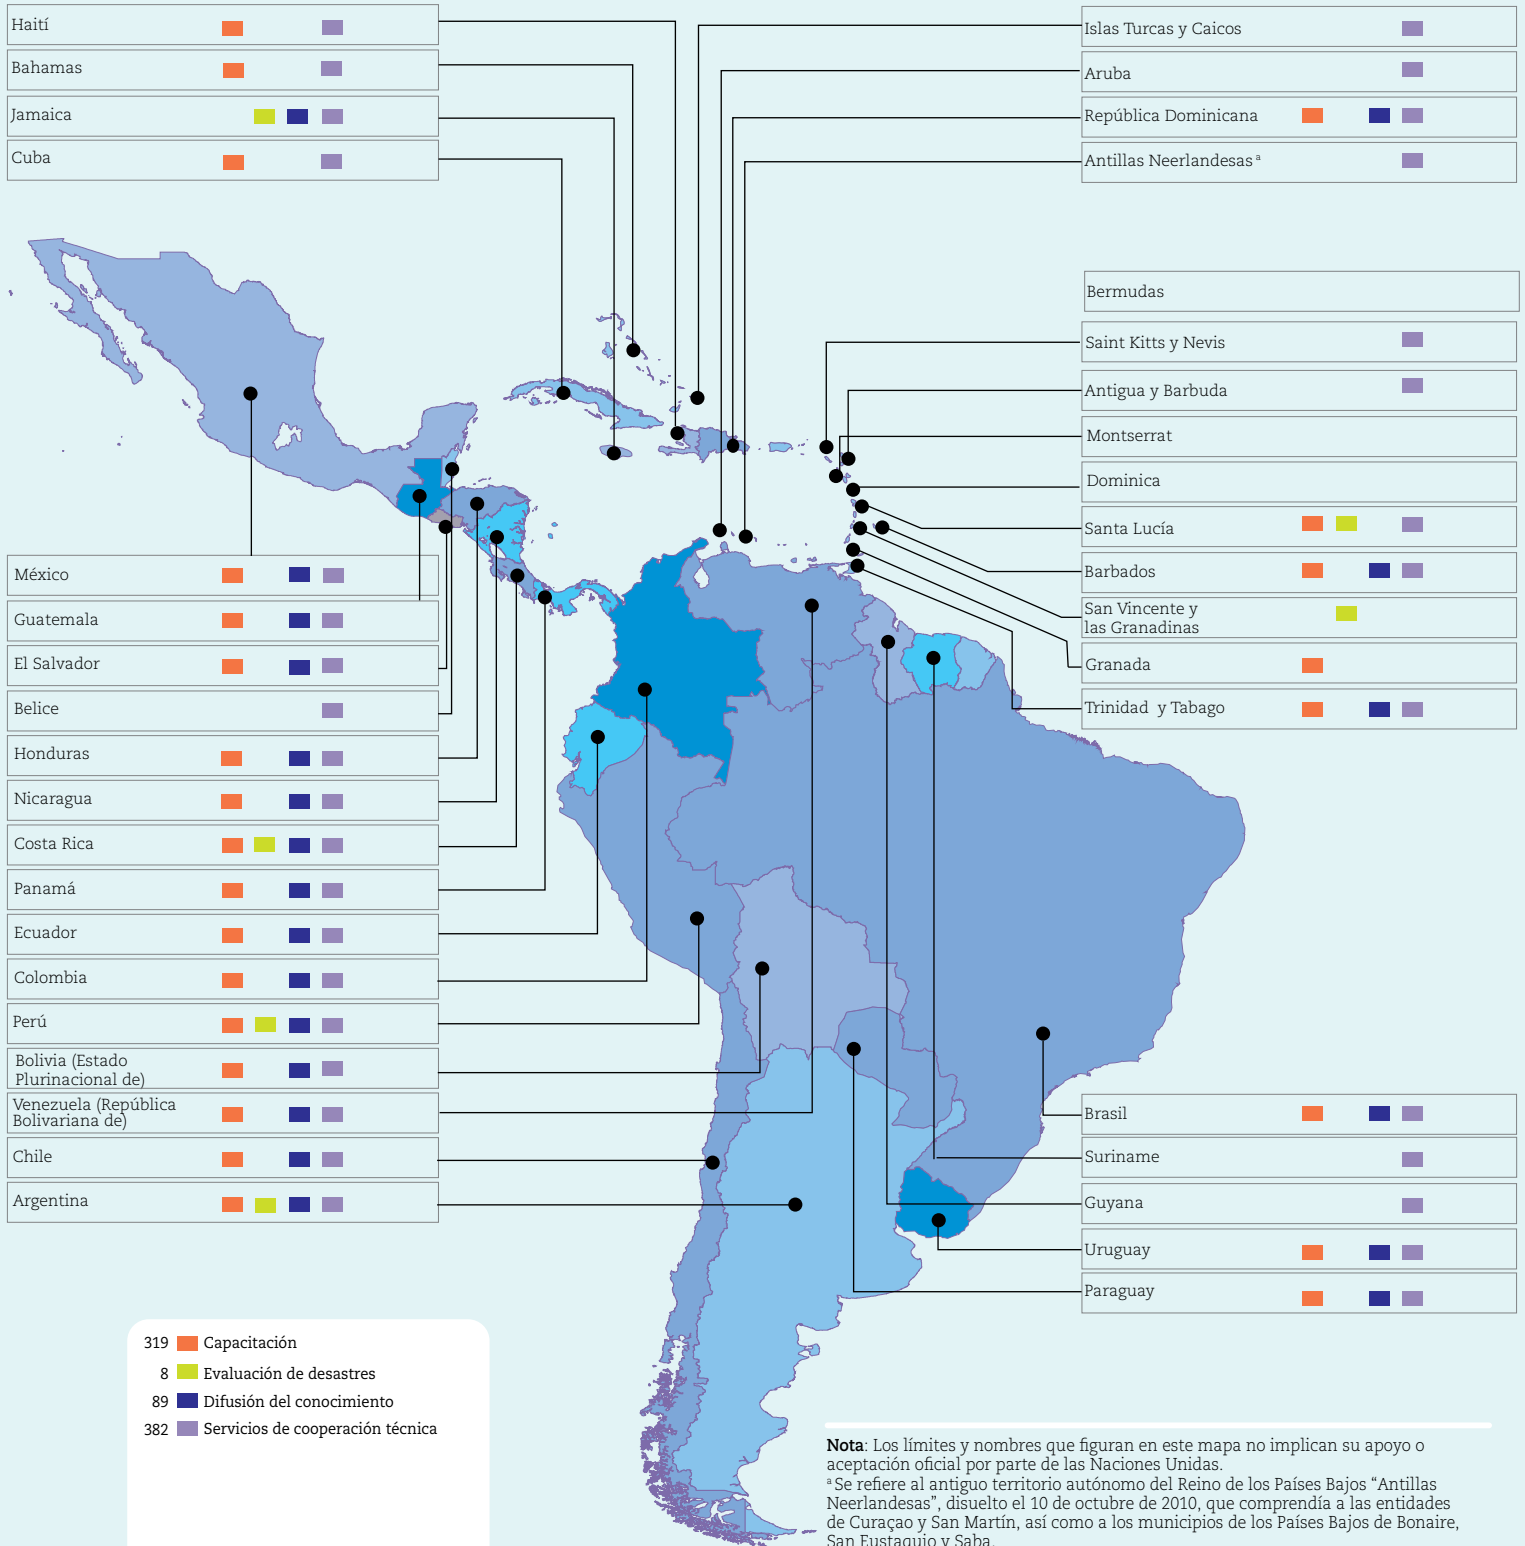 Haití
Bahamas
Jamaica
Cuba
Islas Turcas y Caicos
Aruba
República Dominicana
Antillas Neerlandesas ª
Bermudas
Saint Kitts y Nevis
Antigua y Barbuda
Montserrat
Dominica
Santa Lucía
Barbados
San Vincente y
las Granadinas
Granada
Trinidad y Tabago
México
Guatemala
El Salvador
Belice
Honduras
Nicaragua
Costa Rica
Panamá
Ecuador
Colombia
Perú
Bolivia (Estado
Plurinacional de)
Venezuela (República
Bolivariana de)
Chile
Argentina
Brasil
Suriname
Guyana
Uruguay
Paraguay
319 Capacitación
8 Evaluación de desastres
89 Difusión del conocimiento
382 Servicios de cooperación técnica
Nota: Los límites y nombres que figuran en este mapa no implican su apoyo o
aceptación oficial por parte de las Naciones Unidas.
ª Se refiere al antiguo territorio autónomo del Reino de los Países Bajos “Antillas
Neerlandesas”, disuelto el 10 de octubre de 2010, que comprendía a las entidades
de Curaçao y San Martín, así como a los municipios de los Países Bajos de Bonaire,
San Eustaquio y Saba.